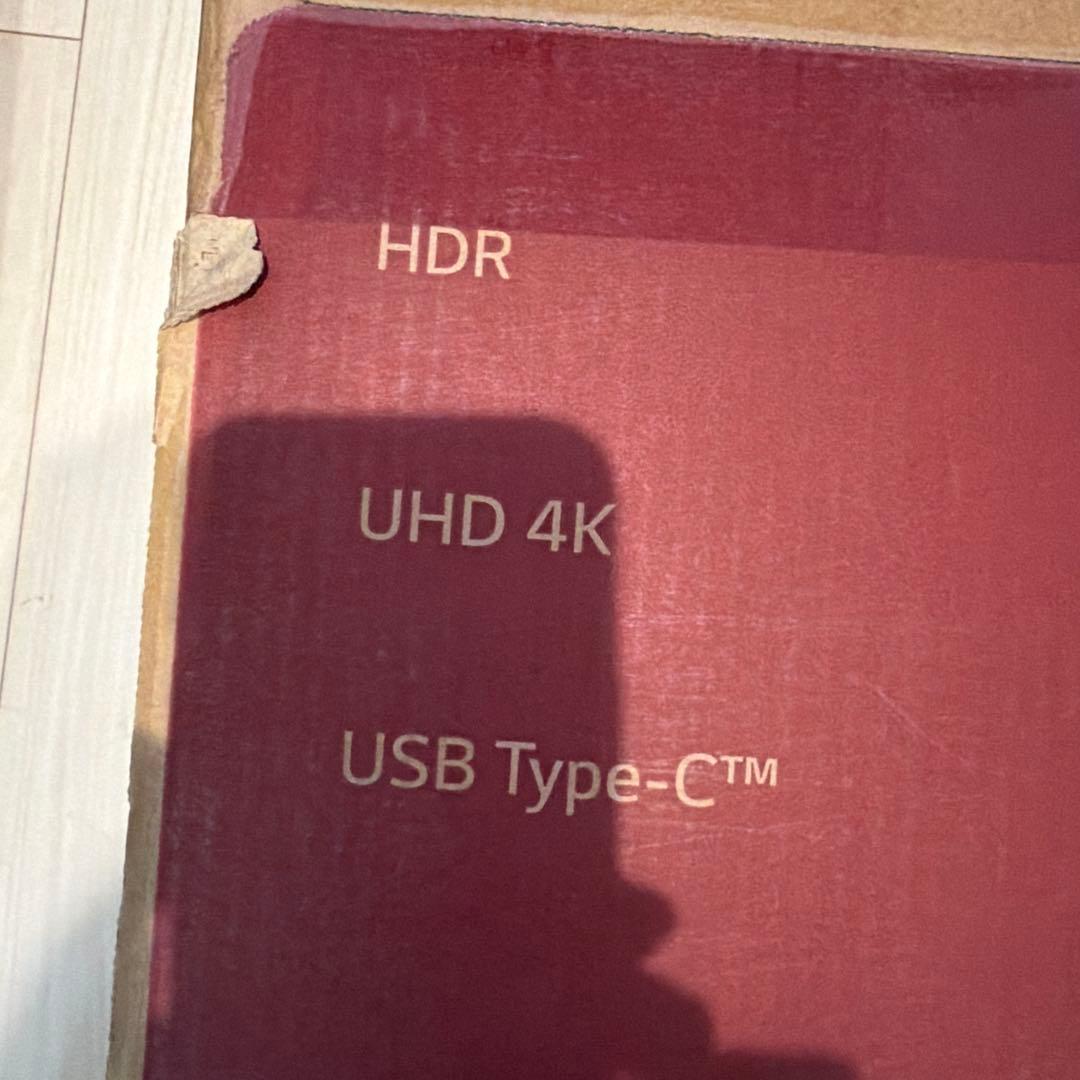 HDR
UHD 4K
USB Type-C™